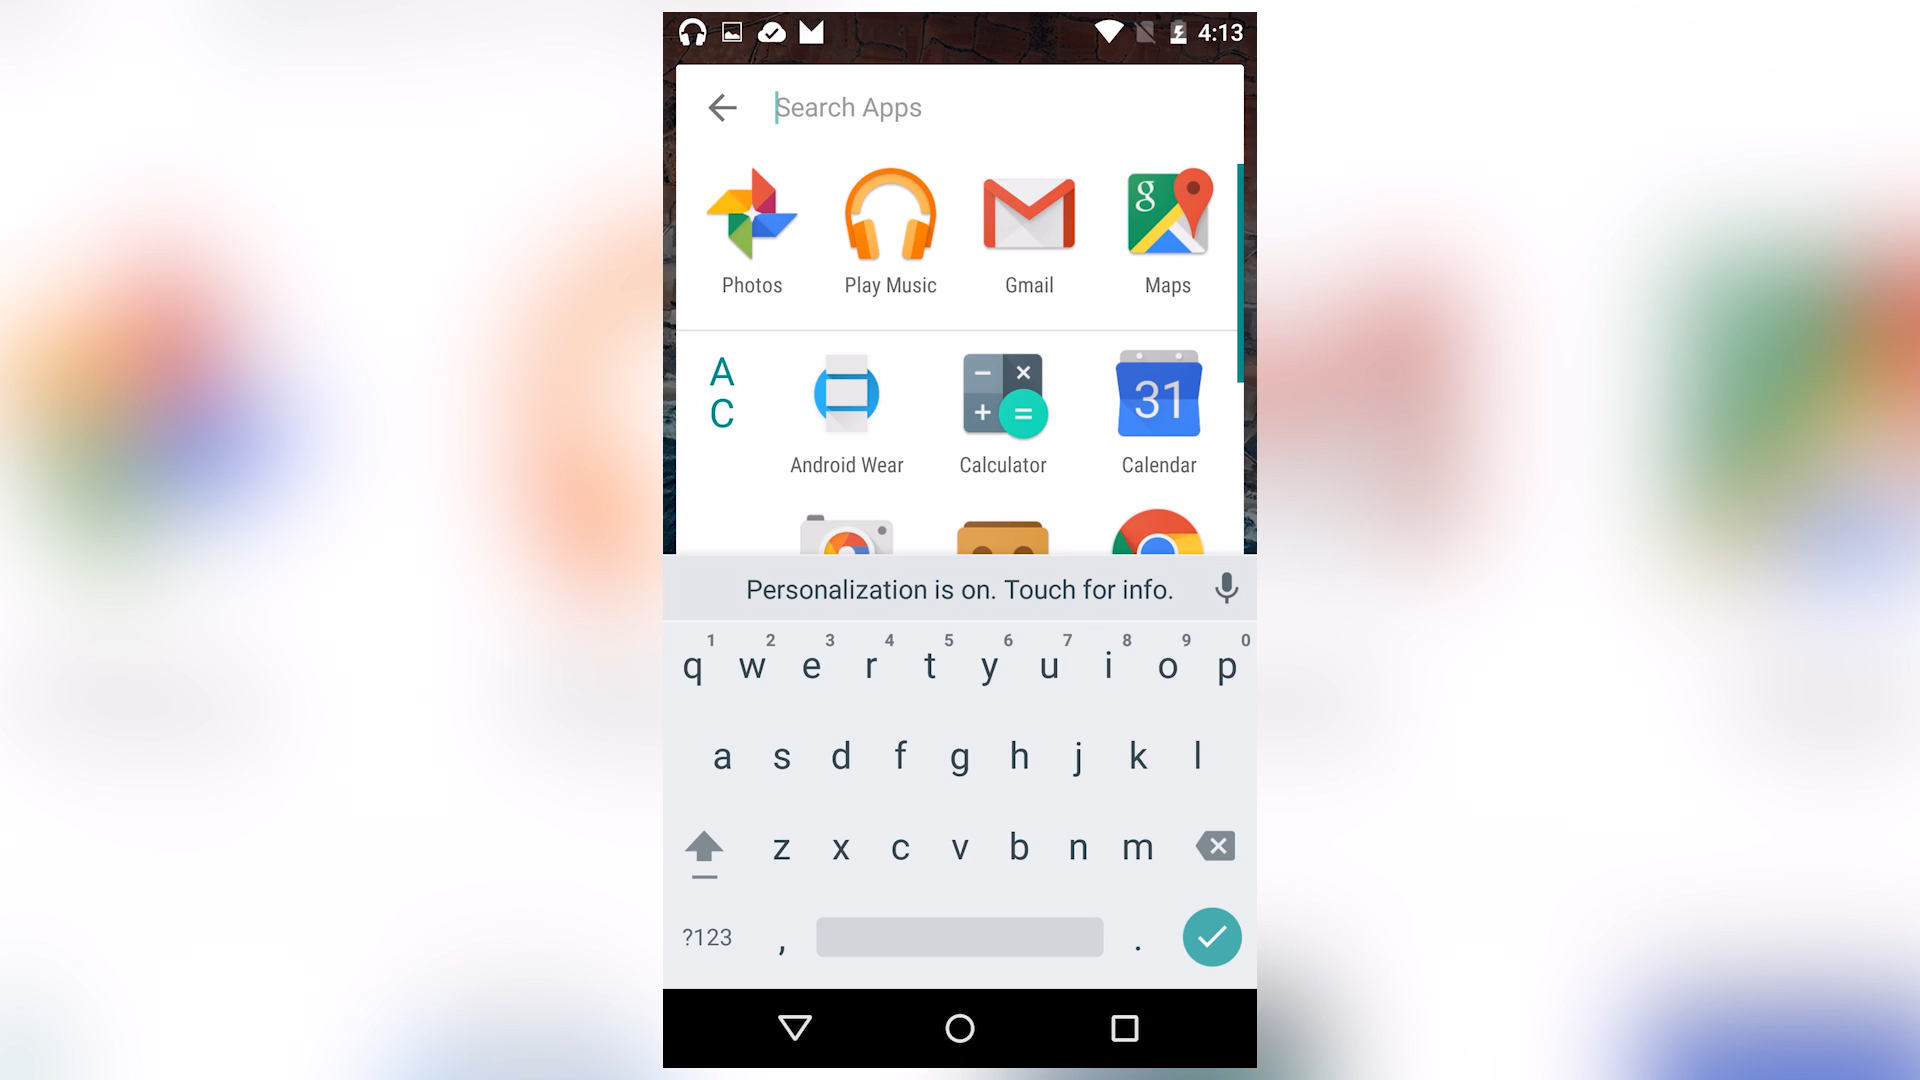 4:13
Search Apps
g
Photos Play Music Gmail Maps
A
C
31
Android Wear Calculator Calendar
Personalization is on. Touch for info.
1 2 3 4 5 6 7 8 9 0
q w e r t y u i o p
a s d f g h j k l
z x c v b n m
?123 , .